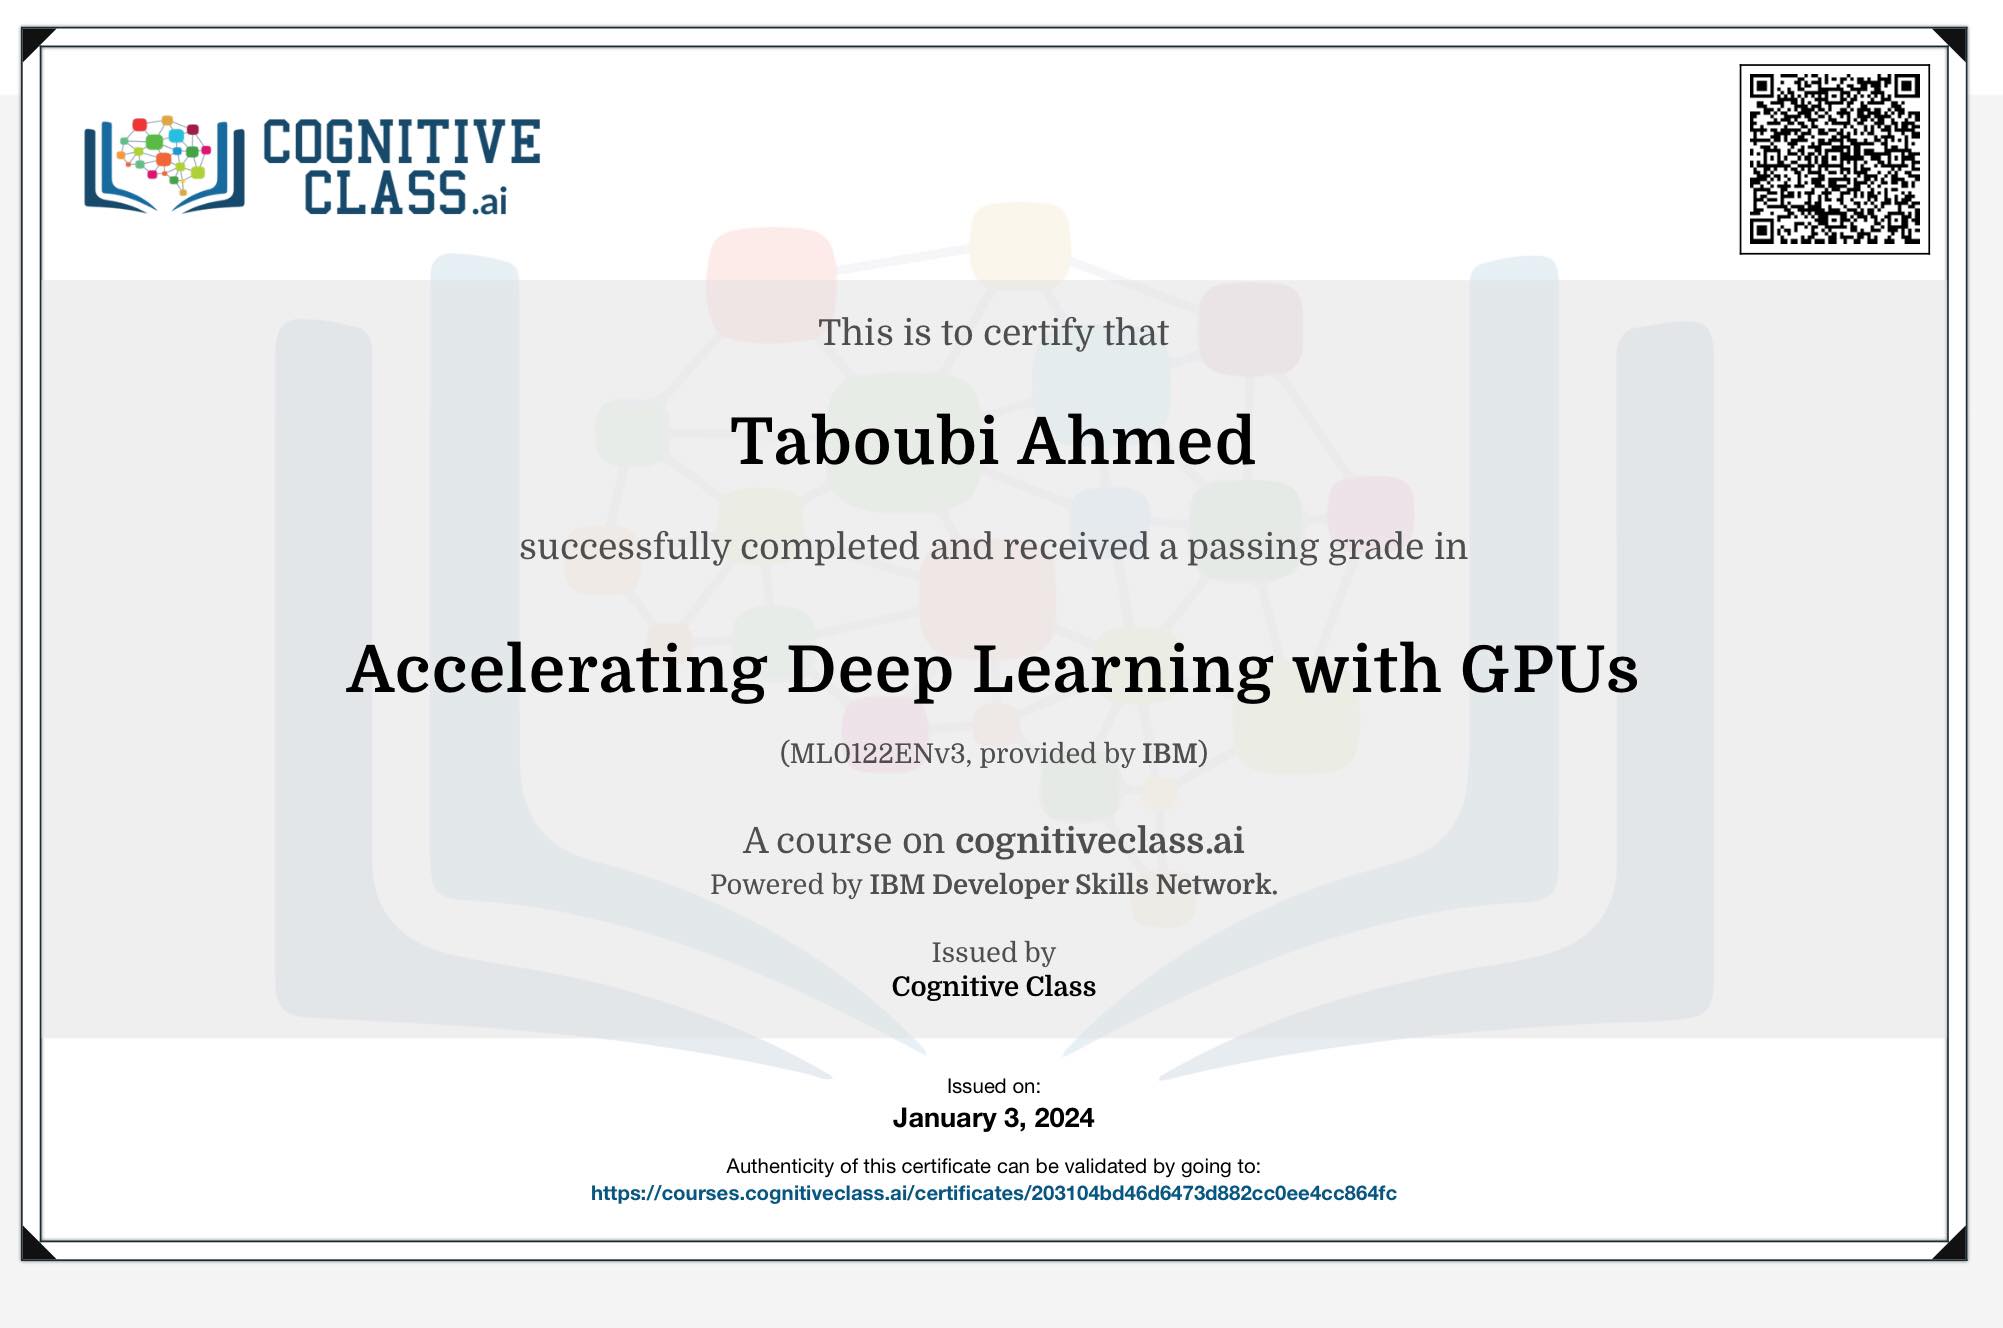 COGNITIVE
CLASS.ai
This is to certify that
Taboubi Ahmed
successfully completed and received a passing grade in
Accelerating Deep Learning with GPUs
(ML0122ENv3, provided by IBM)
A course on cognitiveclass.ai
Powered by IBM Developer Skills Network.
Issued by
Cognitive Class
Issued on:
January 3, 2024
Authenticity of this certificate can be validated by going to:
https://courses.cognitiveclass.ai/certificates/203104bd46d6473d882cc0ee4cc864fc